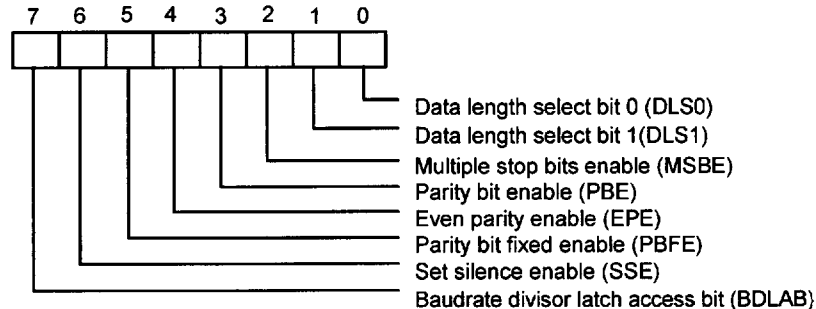 7 6 5 4 3 2 1 0
Data length select bit 0 (DLS0)
Data length select bit 1(DLS1)
Multiple stop bits enable (MSBE)
Parity bit enable (PBE)
Even parity enable (EPE)
Parity bit fixed enable (PBFE)
Set silence enable (SSE)
Baudrate divisor latch access bit (BDLAB)